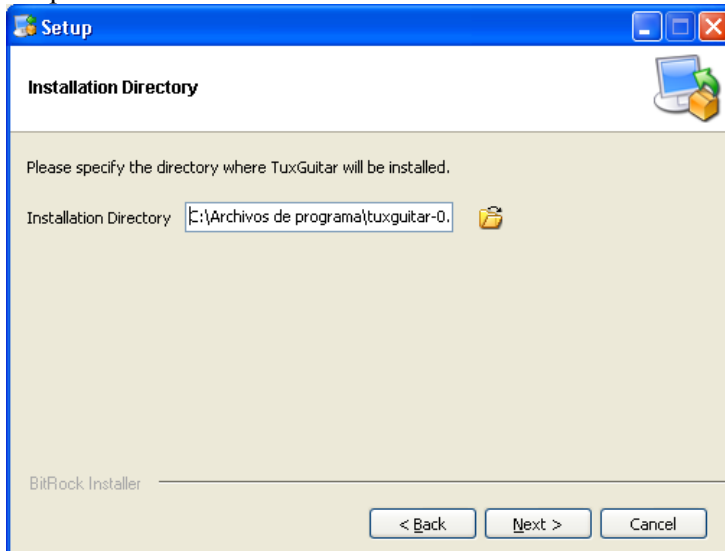 Setup
Installation Directory
Please specify the directory where TuxGuitar will be installed.
Installation Directory C:\Archivos de programa\tuxguitar-0.
BitRock Installer
< Back Next > Cancel